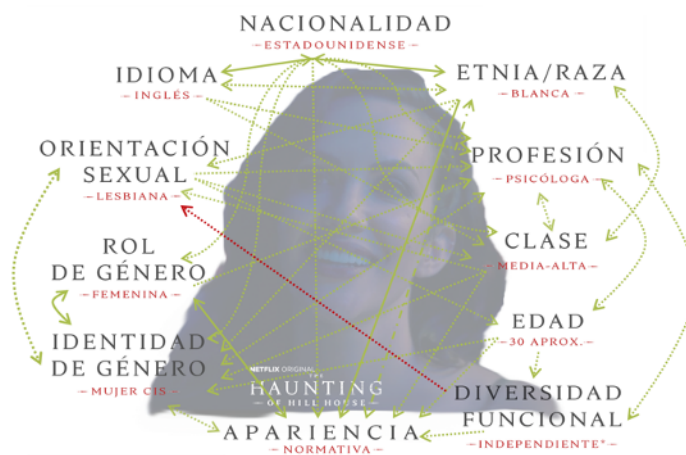 NACIONALIDAD
- ESTADOUNIDENSE -
IDIOMA
- INGLÉS -
ETNIA/RAZA
- BLANCA -
ORIENTACIÓN
SEXUAL
- LESBIANA -
PROFESIÓN
- PSICÓLOGA -
ROL
DE GÉNERO
- FEMENINA -
CLASE
- MEDIA-ALTA -
IDENTIDAD
DE GÉNERO
- MUJER CIS -
EDAD
- 30 APROX. -
NETFLIX ORIGINAL
THE
HAUNTING
- OF HILL HOUSE -
DIVERSIDAD
FUNCIONAL
- INDEPENDIENTE* -
APARIENCIA
- NORMATIVA -